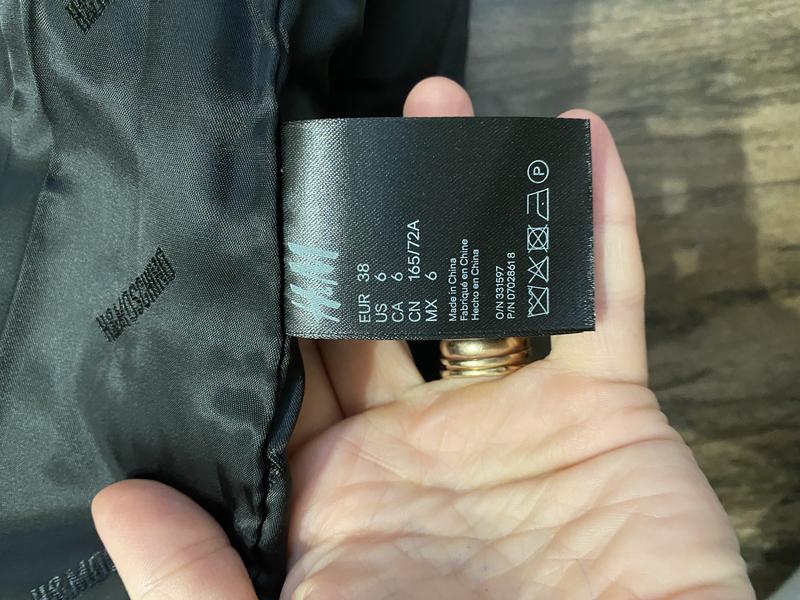 H&M
EUR 38
US 6
CA 6
CN 165/72A
MX 6
Made in China
Fabriqué en Chine
Hecho en China
O/N 331597
P/N 07028618
P
H&MOSCHINO